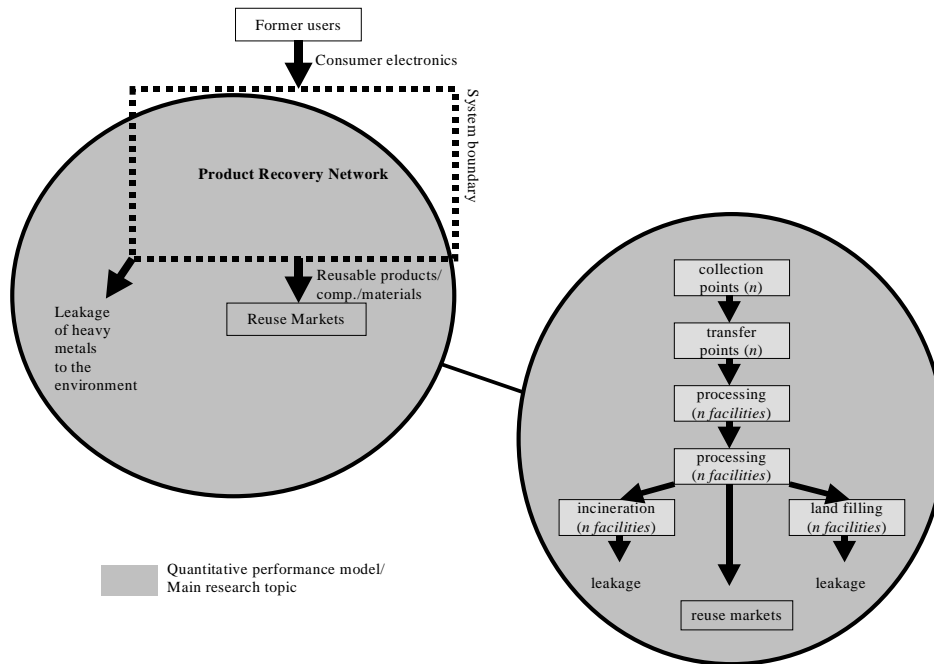 Former users
Consumer electronics
System boundary
Product Recovery Network
Reusable products/
comp./materials
Reuse Markets
Leakage
of heavy
metals
to the
environment
collection
points (n)
transfer
points (n)
processing
(n facilities)
processing
(n facilities)
incineration
(n facilities)
land filling
(n facilities)
leakage
leakage
reuse markets
Quantitative performance model/
Main research topic